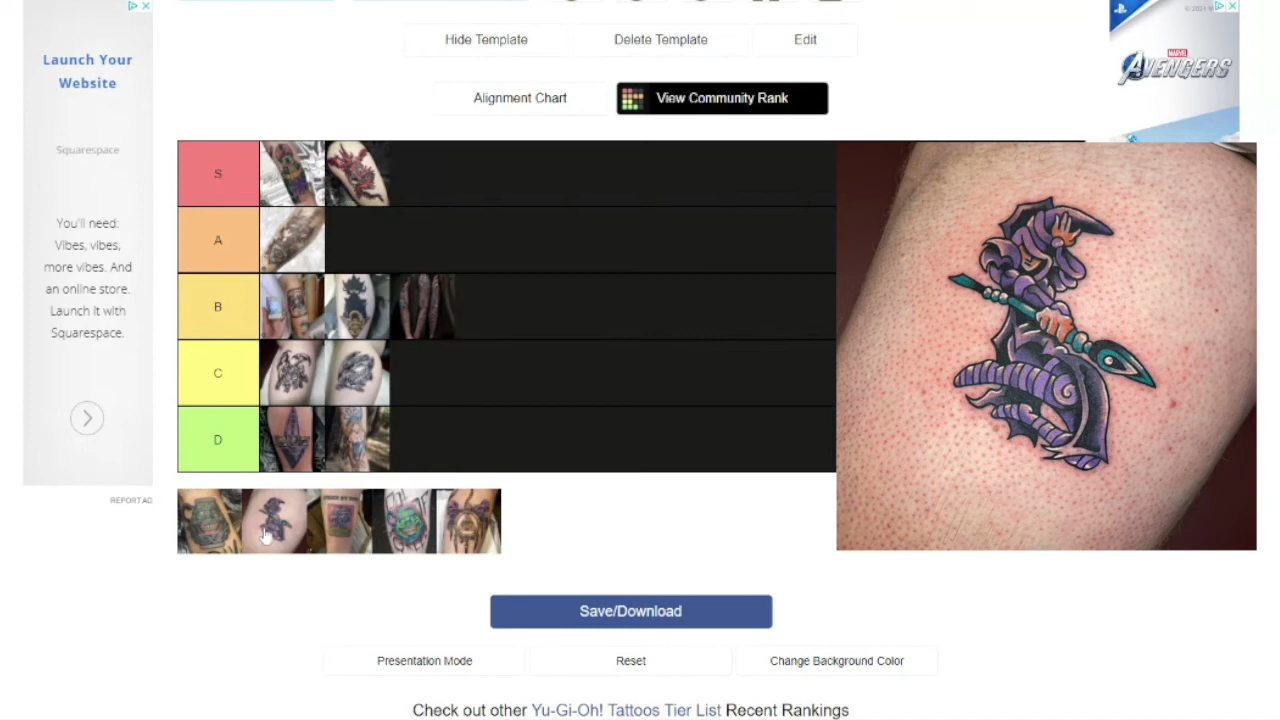 Launch Your
Website
Squarespace
You'll need:
Vibes, vibes,
more vibes. And
an online store.
Launch it with
Squarespace.
REPORT AD
Hide Template
Delete Template
Edit
Alignment Chart
View Community Rank
MARVEL
AVENGERS
S
A
B
C
D
Save/Download
Presentation Mode
Reset
Change Background Color
Check out other Yu-Gi-Oh! Tattoos Tier List Recent Rankings